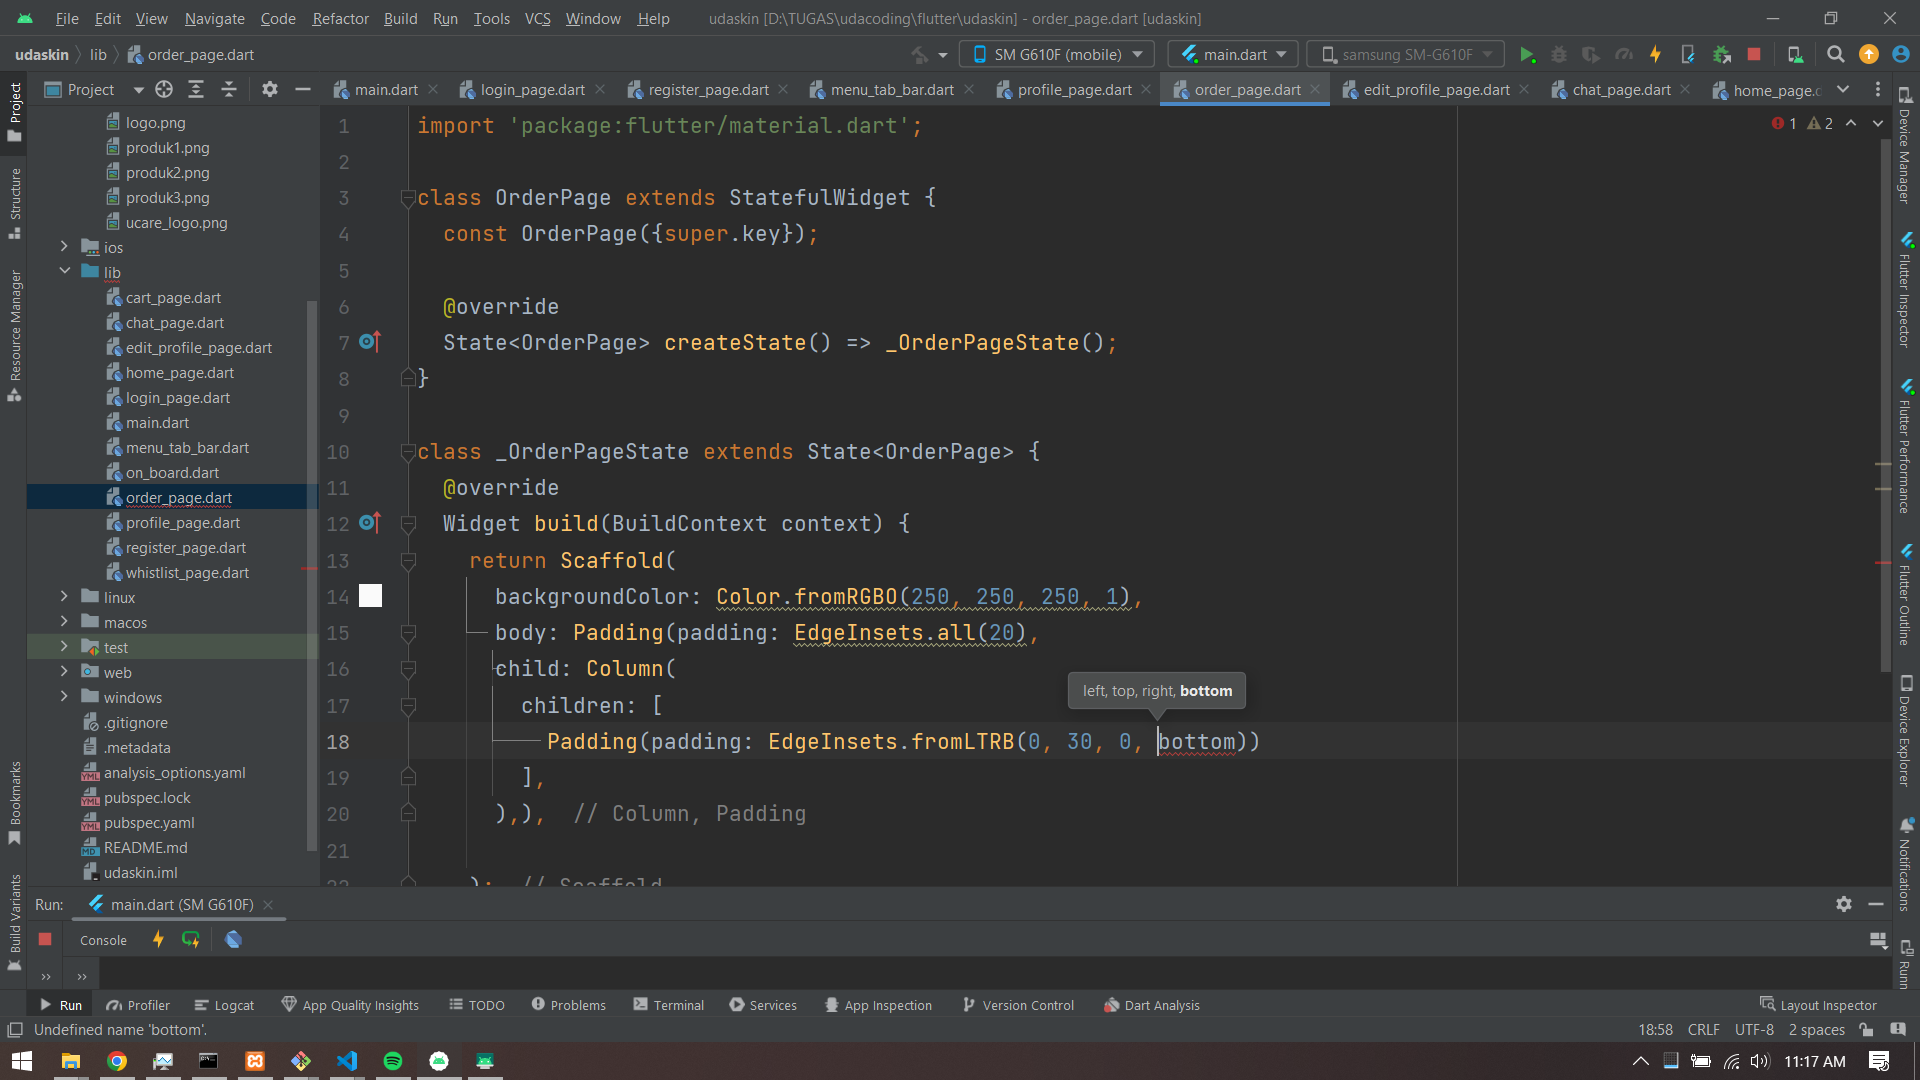 File Edit View Navigate Code Refactor Build Run Tools VCS Window Help udaskin [D:\TUGAS\udacoding\flutter\udaskin] - order_page.dart [udaskin]
udaskin lib order_page.dart SM G610F (mobile) main.dart samsung SM-G610F
Project main.dart login_page.dart register_page.dart menu_tab_bar.dart profile_page.dart order_page.dart edit_profile_page.dart chat_page.dart home_page.
Project
Structure
Resource Manager
Bookmarks
Build Variants
logo.png
produk1.png
produk2.png
produk3.png
ucare_logo.png
ios
lib
cart_page.dart
chat_page.dart
edit_profile_page.dart
home_page.dart
login_page.dart
main.dart
menu_tab_bar.dart
on_board.dart
order_page.dart
profile_page.dart
register_page.dart
whistlist_page.dart
linux
macos
test
web
windows
.gitignore
.metadata
analysis_options.yaml
pubspec.lock
pubspec.yaml
README.md
udaskin.iml
1 import 'package:flutter/material.dart';
2
3 class OrderPage extends StatefulWidget {
4 const OrderPage({super.key});
5
6 @override
7 State<OrderPage> createState() => _OrderPageState();
8 }
9
10 class _OrderPageState extends State<OrderPage> {
11 @override
12 Widget build(BuildContext context) {
13 return Scaffold(
14 backgroundColor: Color.fromRGBO(250, 250, 250, 1),
15 body: Padding(padding: EdgeInsets.all(20),
16 child: Column(
left, top, right, bottom
17 children: [
18 Padding(padding: EdgeInsets.fromLTRB(0, 30, 0, bottom))
19 ],
20 ),), // Column, Padding
21
22 ); // Scaffold
1 2
Device Manager
Flutter Inspector
Flutter Performance
Flutter Outline
Device Explorer
Notifications
Run: main.dart (SM G610F)
Console
Run Profiler Logcat App Quality Insights TODO Problems Terminal Services App Inspection Version Control Dart Analysis Layout Inspector
Undefined name 'bottom'. 18:58 CRLF UTF-8 2 spaces
11:17 AM